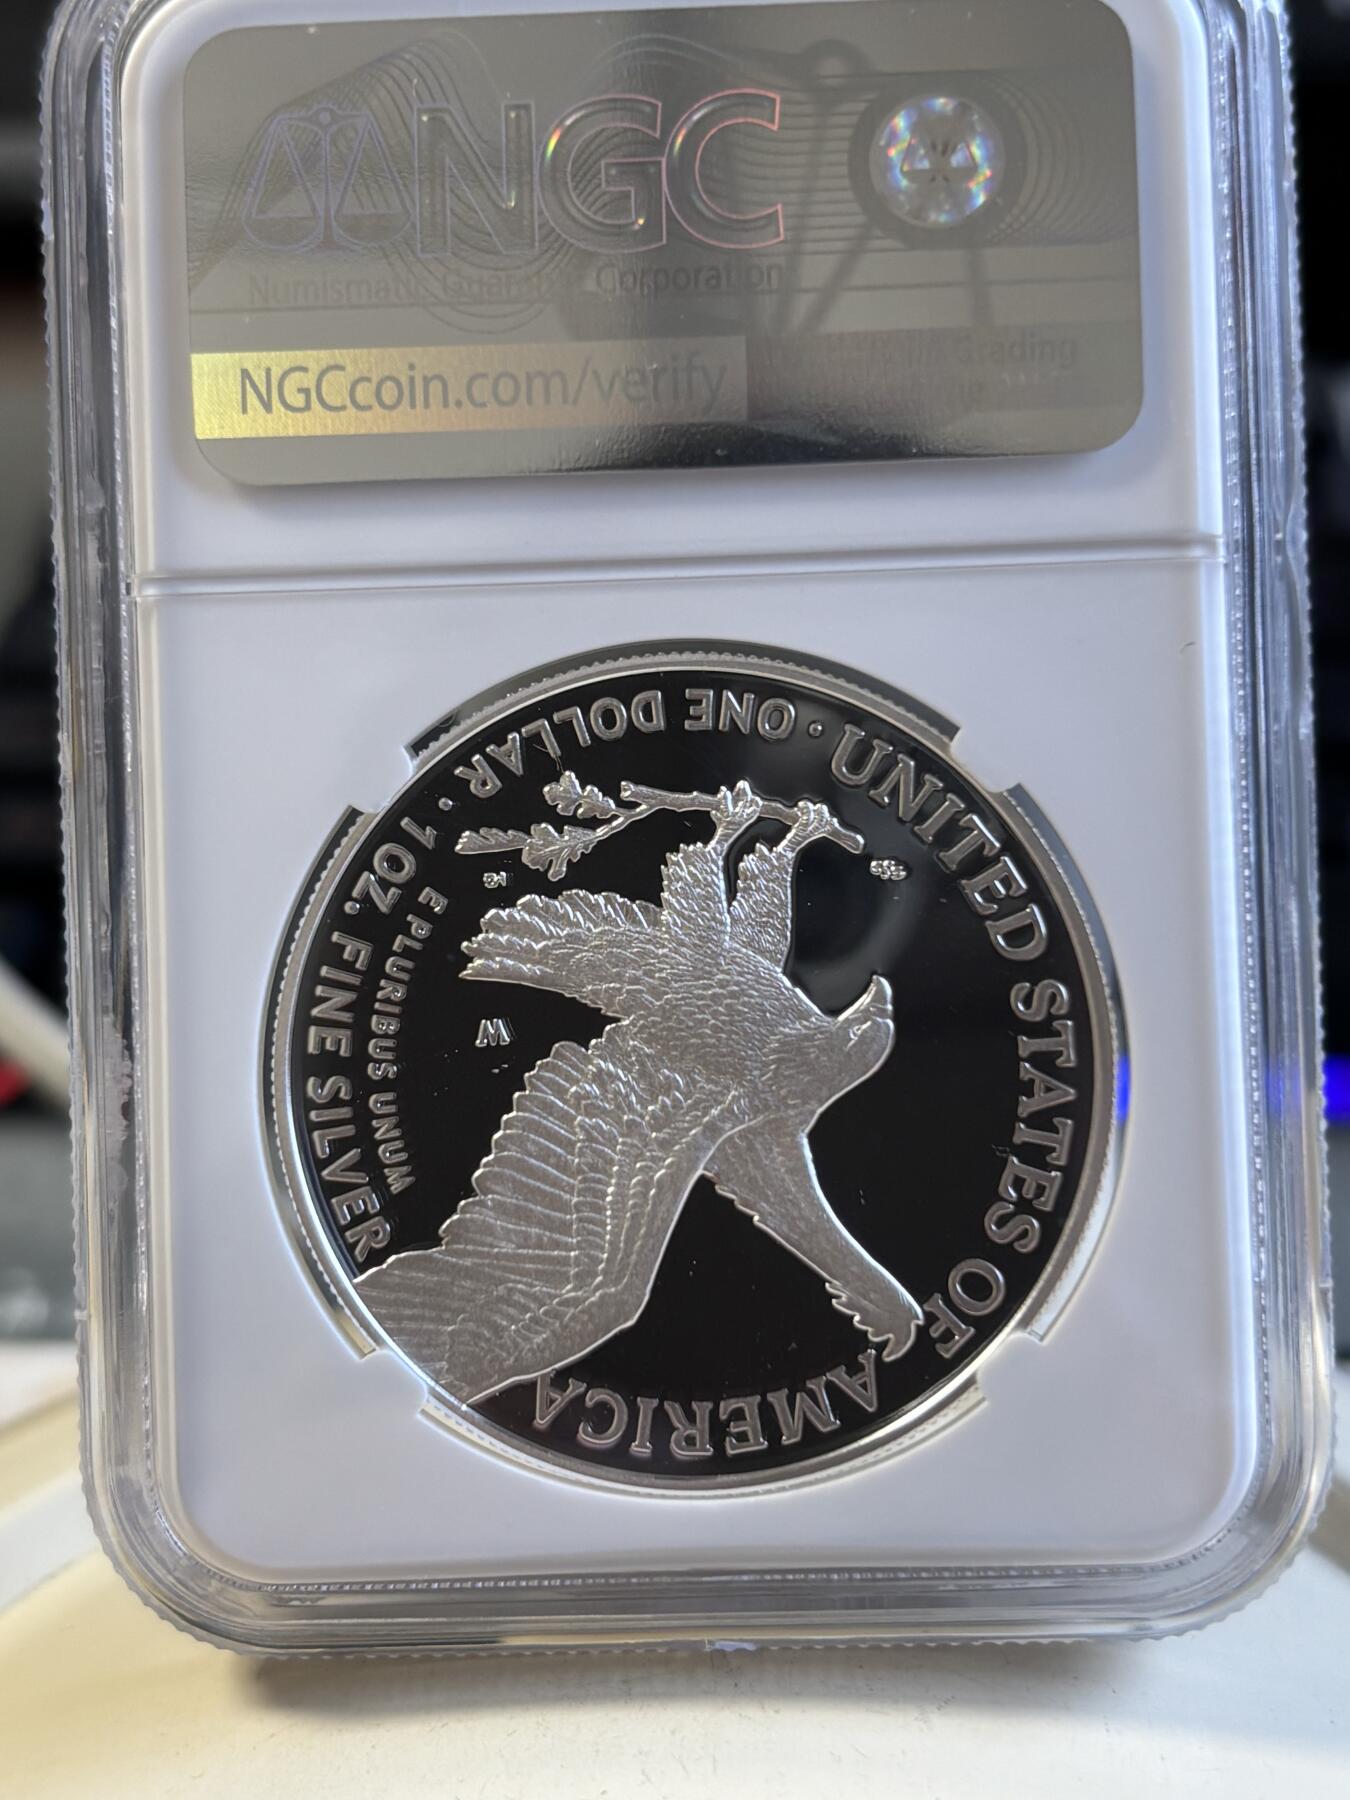 NGC
Numismatic Guaranty Corporation
NGCcoin.com/verify
Grading
UNITED STATES OF AMERICA
· ONE DOLLAR · 1 OZ. FINE SILVER
E PLURIBUS UNUM
W